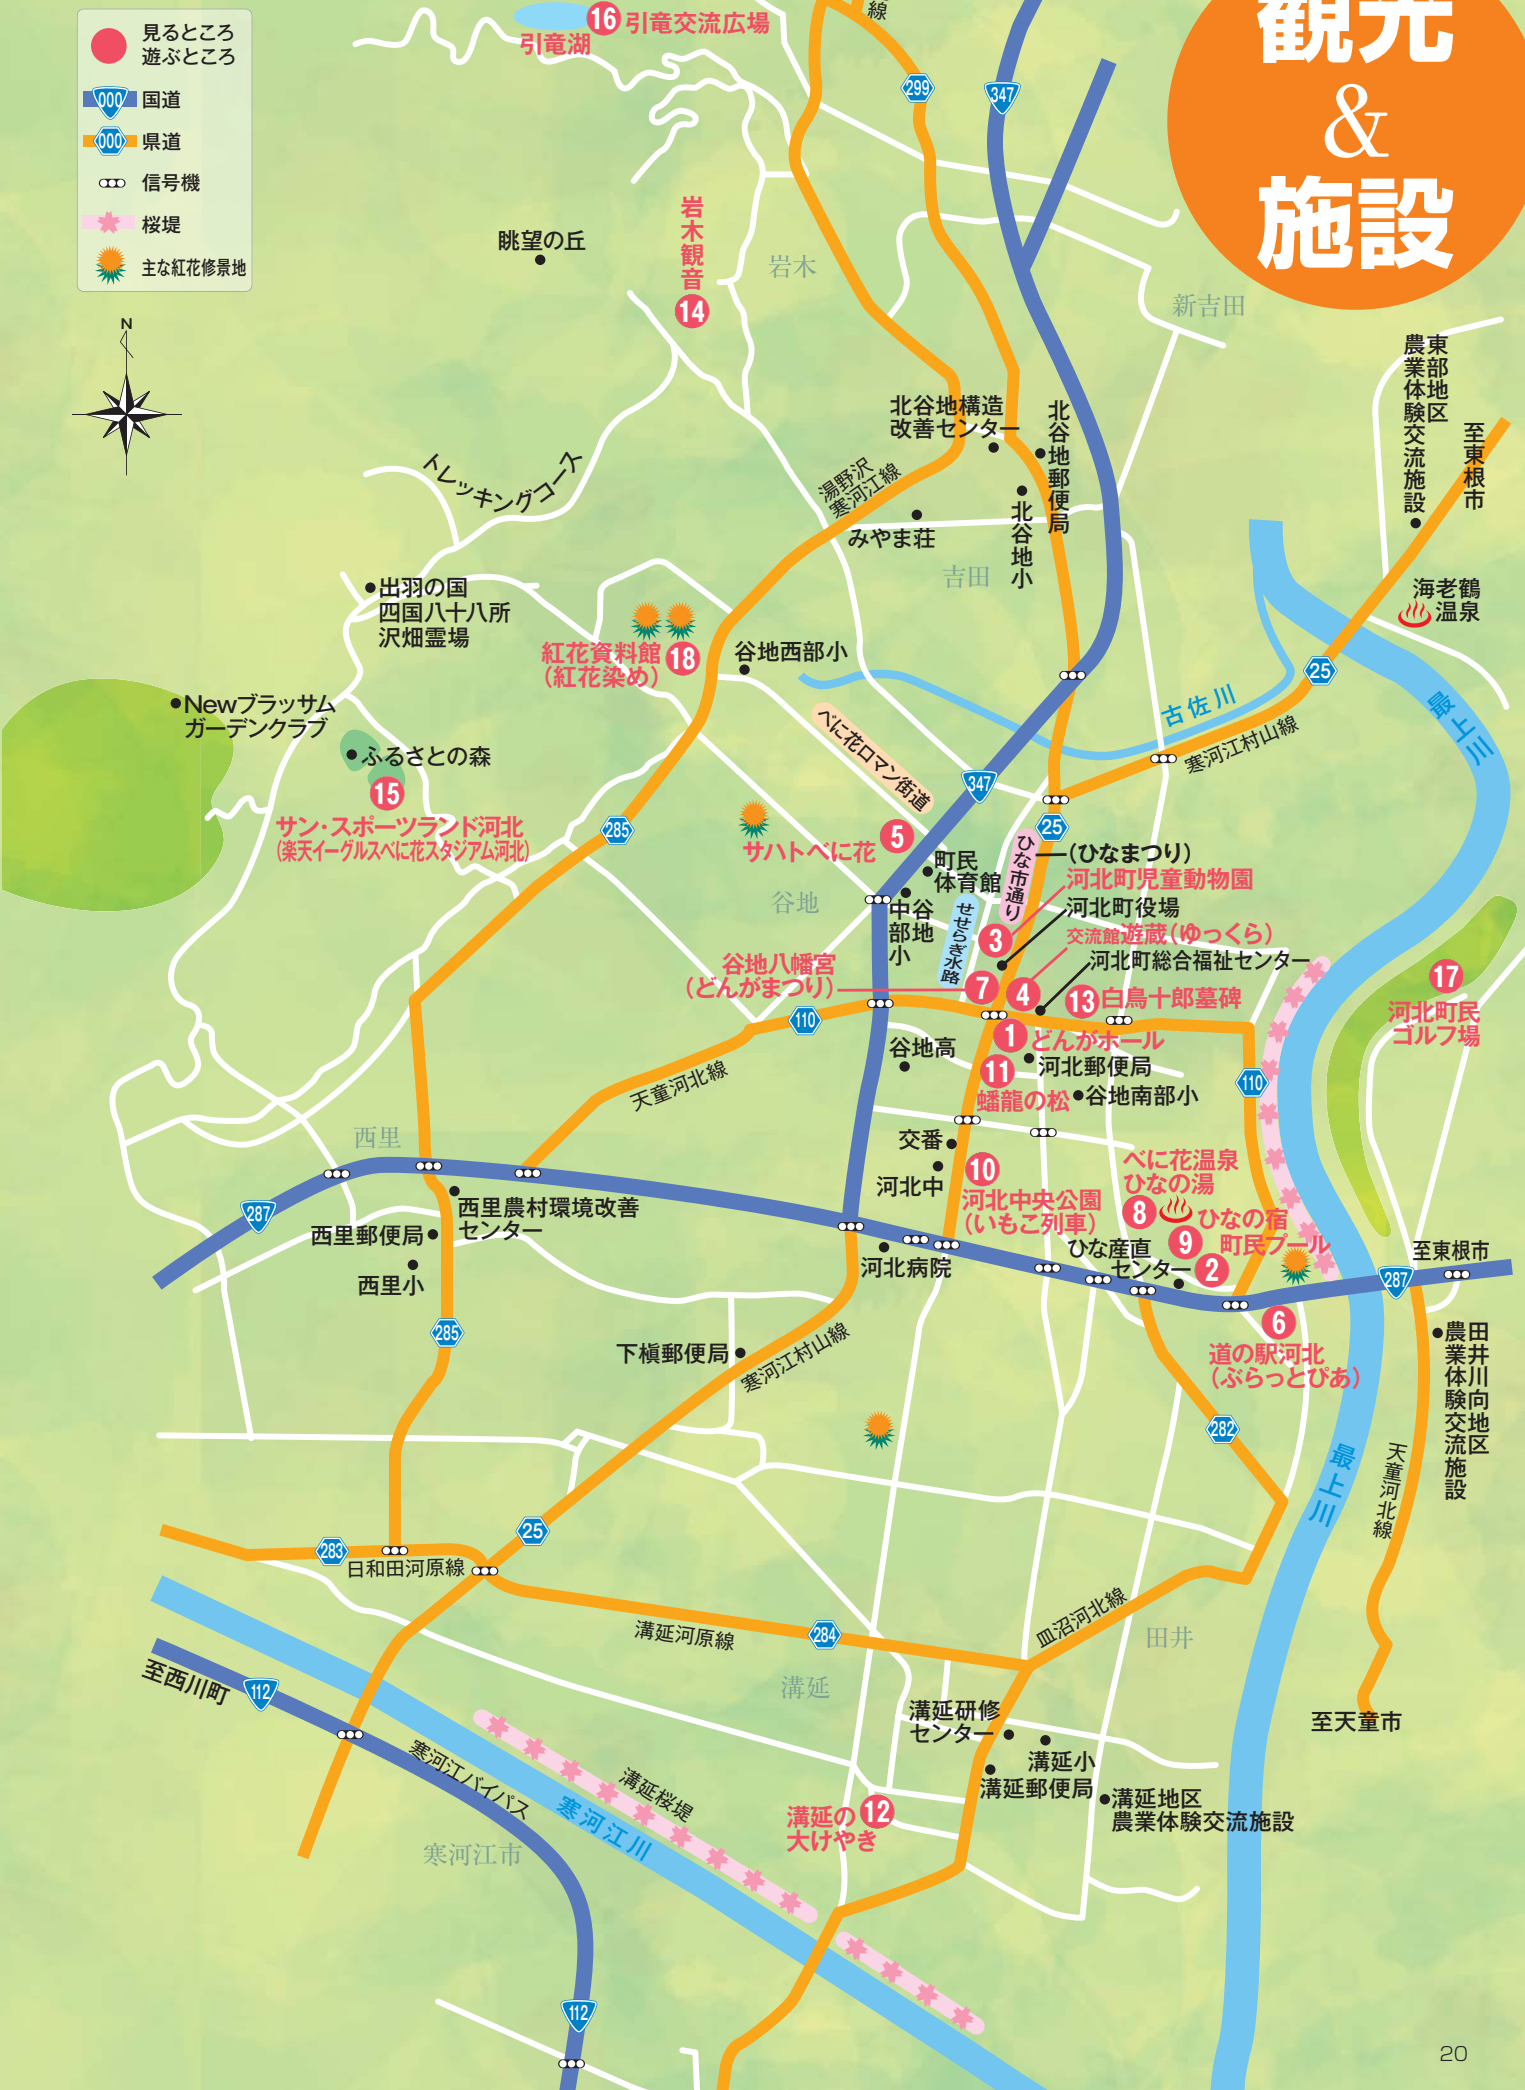 観光
&
施設
見るところ
遊ぶところ
000
国道
000
県道
信号機
桜堤
主な紅花修景地
N
16
引竜交流広場
引竜湖
線
299
347
眺望の丘
岩木観音
14
岩木
新吉田
東部地区
農業体験交流施設
至東根市
北谷地構造
改善センター
北谷地郵便局
トレッキングコース
湯野沢
寒河江線
みやま荘
北谷地小
吉田
海老鶴
温泉
出羽の国
四国八十八所
沢畑霊場
紅花資料館
(紅花染め)
18
谷地西部小
25
古佐川
最上川
寒河江村山線
Newブラッサム
ガーデンクラブ
ふるさとの森
15
サン・スポーツランド河北
(楽天イーグルスべに花スタジアム河北)
べに花ロマン街道
347
285
25
サハトべに花
5
ひな市通り
(ひなまつり)
町民
体育館
河北町児童動物園
谷地
中谷
部地
小
せせらぎ水路
河北町役場
3
交流館遊蔵(ゆっくら)
谷地八幡宮
(どんがまつり)
河北町総合福祉センター
7
4
13
白鳥十郎墓碑
17
河北町民
ゴルフ場
110
1
どんがホール
谷地高
河北郵便局
11
110
天童河北線
蟠龍の松
谷地南部小
西里
交番
10
河北中
河北中央公園
(いもこ列車)
べに花温泉
ひなの湯
8
287
西里農村環境改善
センター
西里郵便局
ひなの宿
9
町民プール
西里小
河北病院
ひな産直
センター
2
至東根市
287
285
下槇郵便局
寒河江村山線
6
道の駅河北
(ぶらっとぴあ)
田井川向地区
農業体験交流施設
282
最上川
天童河北線
25
283
日和田河原線
溝延河原線
284
皿沼河北線
田井
至西川町
112
溝延
溝延研修
センター
至天童市
溝延小
溝延郵便局
溝延地区
農業体験交流施設
寒河江バイパス
溝延桜堤
寒河江川
溝延の
大けやき
12
寒河江市
112
20